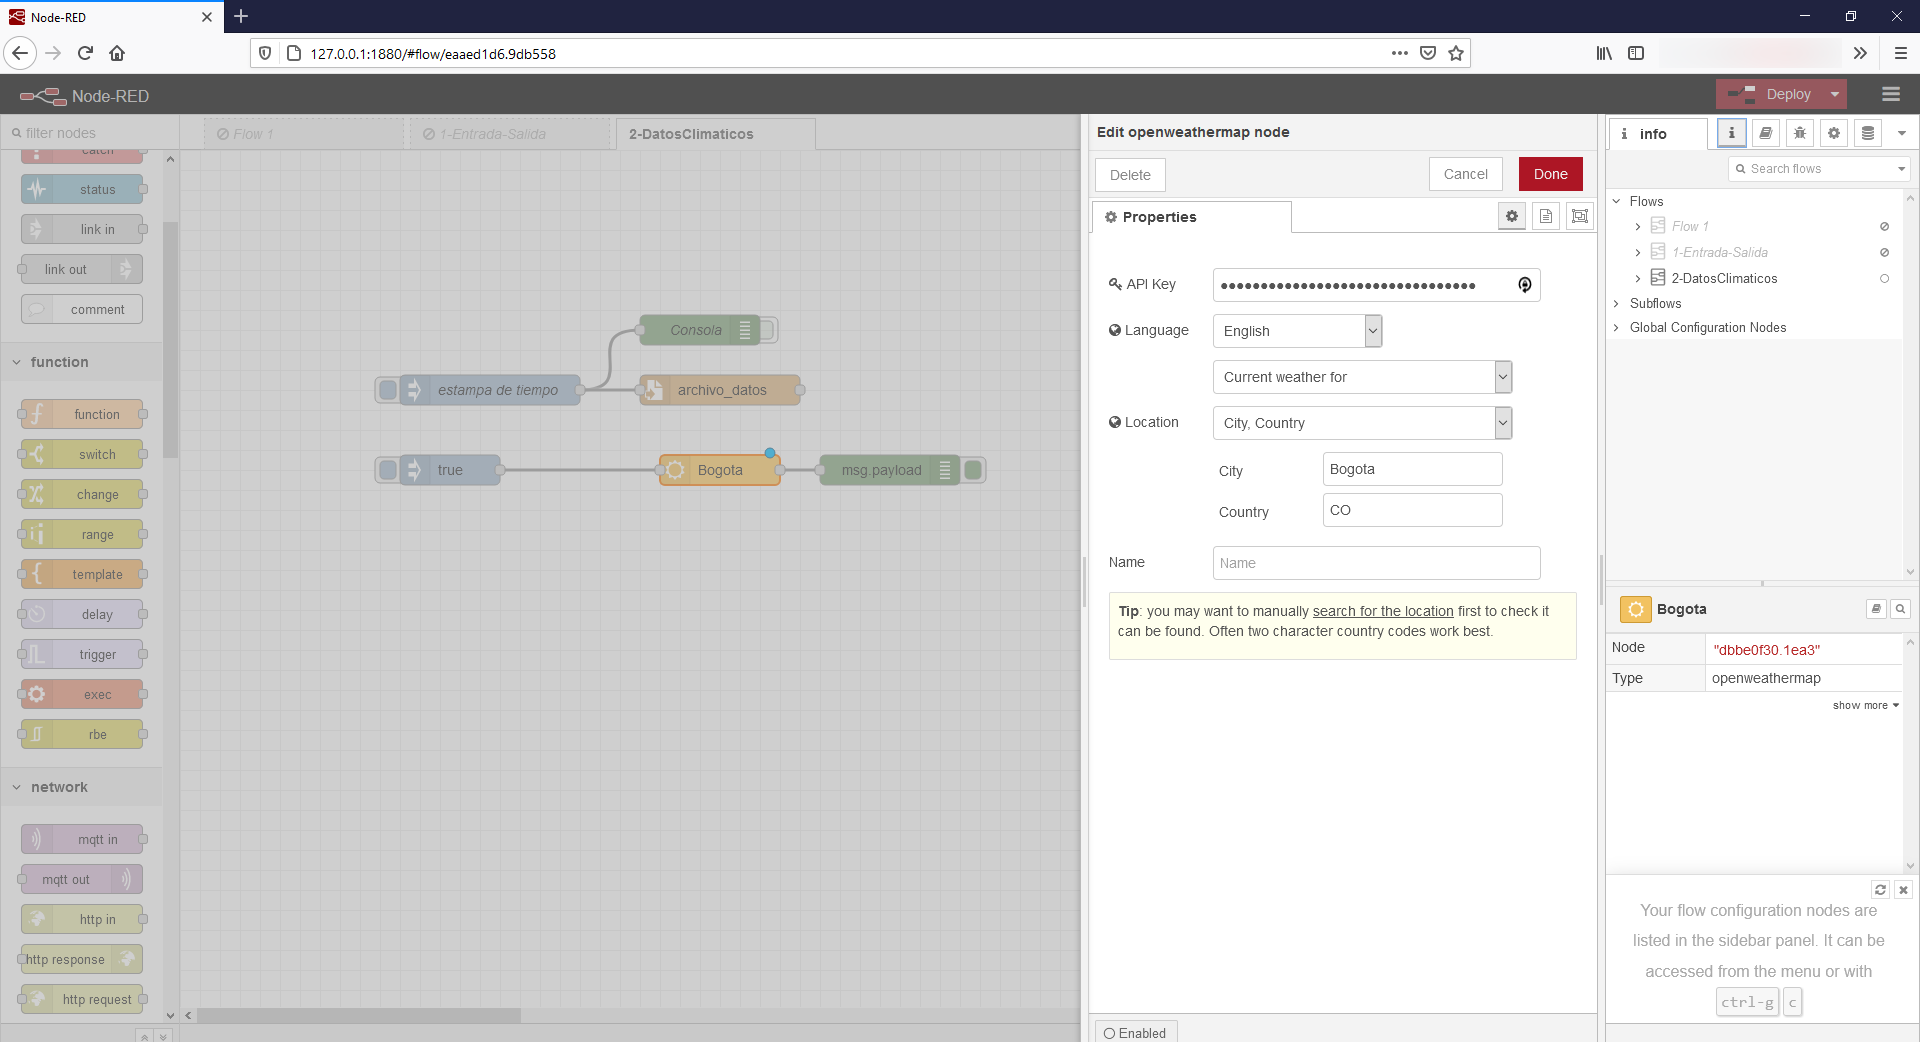 Node-RED
127.0.0.1:1880/#flow/eaaed1d6.9db558
Node-RED
Deploy
filter nodes
catch
status
link in
link out
comment
function
function
switch
change
range
template
delay
trigger
exec
rbe
network
mqtt in
mqtt out
http in
http response
http request
Flow 1
1-Entrada-Salida
2-DatosClimaticos
Consola
estampa de tiempo
archivo_datos
true
Bogota
msg.payload
Edit openweathermap node
Delete
Cancel
Done
Properties
API Key
Language
English
Current weather for
Location
City, Country
City
Bogota
Country
CO
Name
Name
Tip: you may want to manually search for the location first to check it
can be found. Often two character country codes work best.
Enabled
info
Search flows
Flows
Flow 1
1-Entrada-Salida
2-DatosClimaticos
Subflows
Global Configuration Nodes
Bogota
Node "dbbe0f30.1ea3"
Type openweathermap
show more
Your flow configuration nodes are
listed in the sidebar panel. It can be
accessed from the menu or with
ctrl-g c